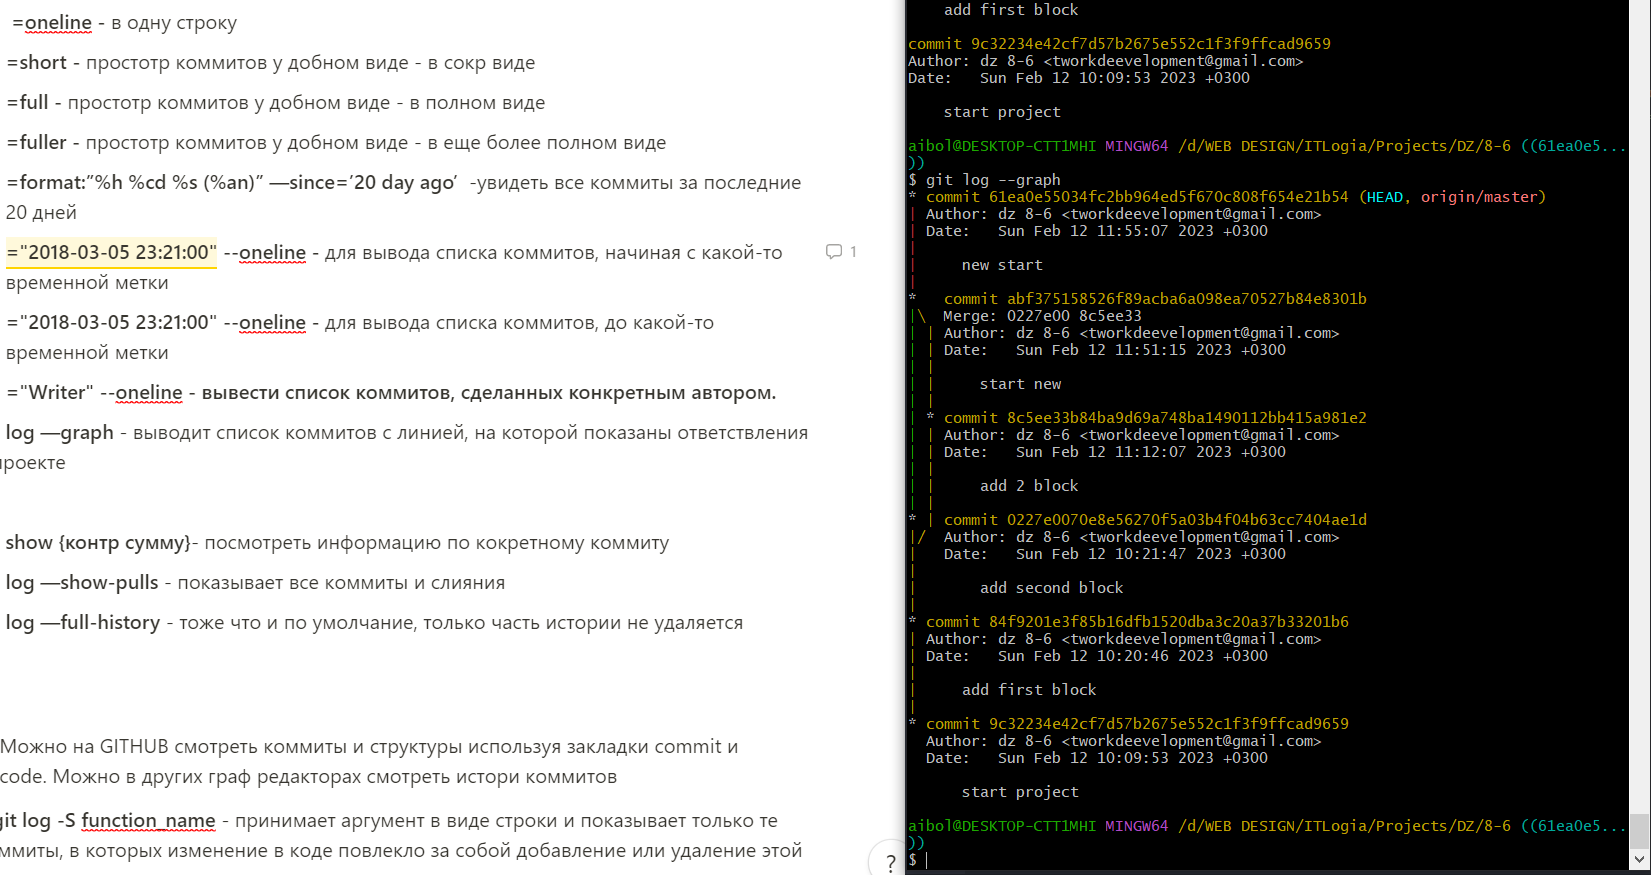 =oneline - в одну строку
=short - простотр коммитов у добном виде - в сокр виде
=full - простотр коммитов у добном виде - в полном виде
=fuller - простотр коммитов у добном виде - в еще более полном виде
=format:”%h %cd %s (%an)” —since=’20 day ago’ -увидеть все коммиты за последние
20 дней
="2018-03-05 23:21:00" --oneline - для вывода списка коммитов, начиная с какой-то
временной метки
1
="2018-03-05 23:21:00" --oneline - для вывода списка коммитов, до какой-то
временной метки
="Writer" --oneline - вывести список коммитов, сделанных конкретным автором.
log —graph - выводит список коммитов с линией, на которой показаны ответствления
проекте
show {контр сумму}- посмотреть информацию по кокретному коммиту
log —show-pulls - показывает все коммиты и слияния
log —full-history - тоже что и по умолчание, только часть истории не удаляется
Можно на GITHUB смотреть коммиты и структуры используя закладки commit и
code. Можно в других граф редакторах смотреть истори коммитов
git log -S function_name - принимает аргумент в виде строки и показывает только те
ммиты, в которых изменение в коде повлекло за собой добавление или удаление этой
?
add first block
commit 9c32234e42cf7d57b2675e552c1f3f9ffcad9659
Author: dz 8-6 <tworkdeevelopment@gmail.com>
Date:   Sun Feb 12 10:09:53 2023 +0300
start project
aibol@DESKTOP-CTT1MHI MINGW64 /d/WEB DESIGN/ITLogia/Projects/DZ/8-6 ((61ea0e5...
))
$ git log --graph
* commit 61ea0e55034fc2bb964ed5f670c808f654e21b54 (HEAD, origin/master)
| Author: dz 8-6 <tworkdeevelopment@gmail.com>
| Date:   Sun Feb 12 11:55:07 2023 +0300
|
|     new start
|
*   commit abf375158526f89acba6a098ea70527b84e8301b
|\  Merge: 0227e00 8c5ee33
| | Author: dz 8-6 <tworkdeevelopment@gmail.com>
| | Date:   Sun Feb 12 11:51:15 2023 +0300
| |
| |     start new
| |
| * commit 8c5ee33b84ba9d69a748ba1490112bb415a981e2
| | Author: dz 8-6 <tworkdeevelopment@gmail.com>
| | Date:   Sun Feb 12 11:12:07 2023 +0300
| |
| |     add 2 block
| |
* | commit 0227e0070e8e56270f5a03b4f04b63cc7404ae1d
|/  Author: dz 8-6 <tworkdeevelopment@gmail.com>
|   Date:   Sun Feb 12 10:21:47 2023 +0300
|
|       add second block
|
* commit 84f9201e3f85b16dfb1520dba3c20a37b33201b6
| Author: dz 8-6 <tworkdeevelopment@gmail.com>
| Date:   Sun Feb 12 10:20:46 2023 +0300
|
|     add first block
|
* commit 9c32234e42cf7d57b2675e552c1f3f9ffcad9659
  Author: dz 8-6 <tworkdeevelopment@gmail.com>
  Date:   Sun Feb 12 10:09:53 2023 +0300
start project
aibol@DESKTOP-CTT1MHI MINGW64 /d/WEB DESIGN/ITLogia/Projects/DZ/8-6 ((61ea0e5...
))
$